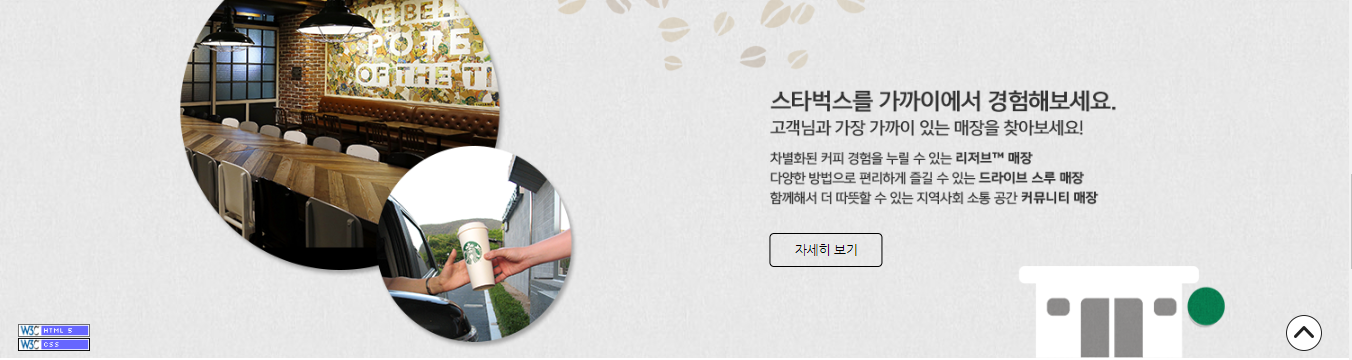 WE BELI
POTE
OF THE
스타벅스를 가까이에서 경험해보세요.
고객님과 가장 가까이 있는 매장을 찾아보세요!
차별화된 커피 경험을 누릴 수 있는 리저브™ 매장
다양한 방법으로 편리하게 즐길 수 있는 드라이브 스루 매장
함께해서 더 따뜻할 수 있는 지역사회 소통 공간 커뮤니티 매장
자세히 보기
W3C HTML 5
W3C CSS